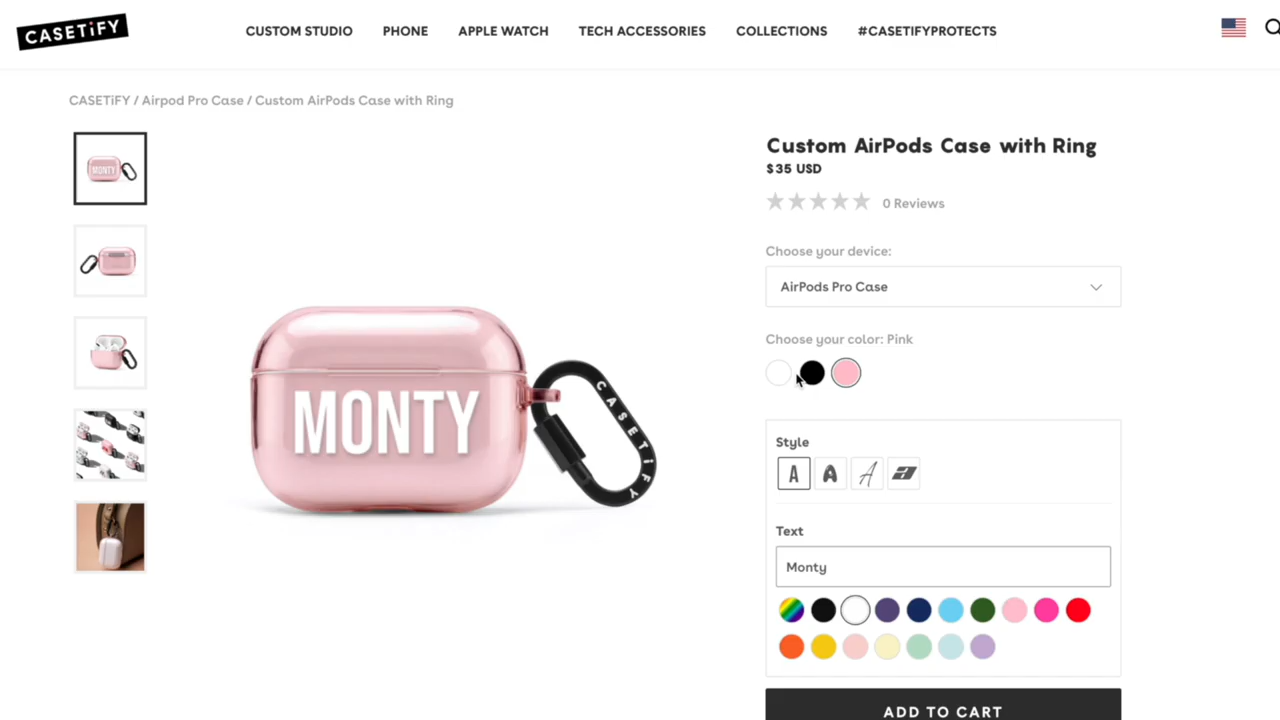 CASETiFY
CUSTOM STUDIO
PHONE
APPLE WATCH
TECH ACCESSORIES
COLLECTIONS
#CASETIFYPROTECTS
CASETiFY / Airpod Pro Case / Custom AirPods Case with Ring
MONTY
MONTY
CASETiFY
Custom AirPods Case with Ring
$35 USD
0 Reviews
Choose your device:
AirPods Pro Case
Choose your color: Pink
Style
A A A A
Text
Monty
ADD TO CART